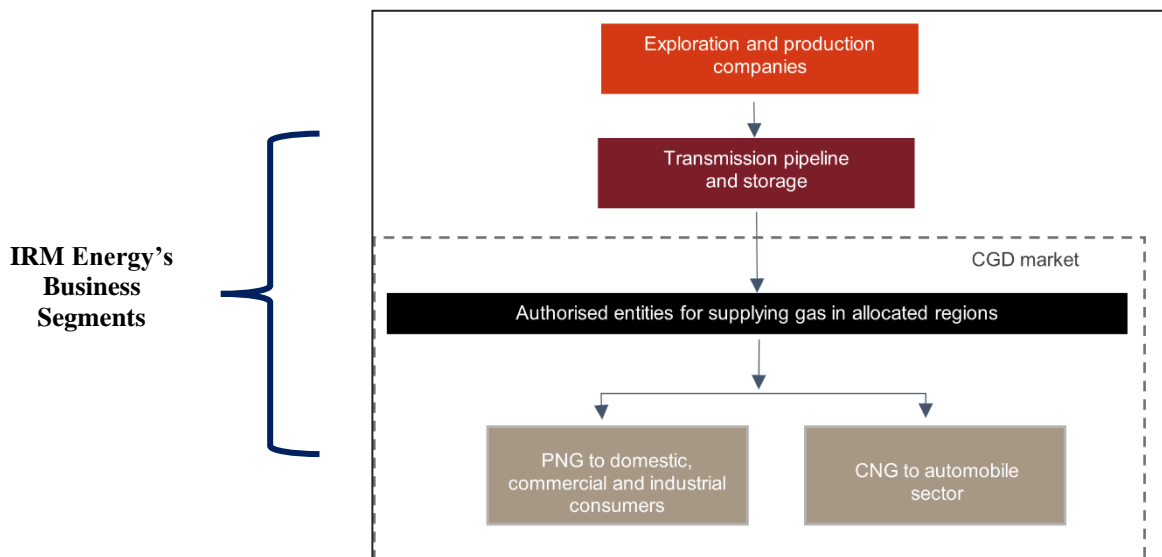 Exploration and production
companies
Transmission pipeline
and storage
IRM Energy’s
Business
Segments
CGD market
Authorised entities for supplying gas in allocated regions
PNG to domestic,
commercial and industrial
consumers
CNG to automobile
sector